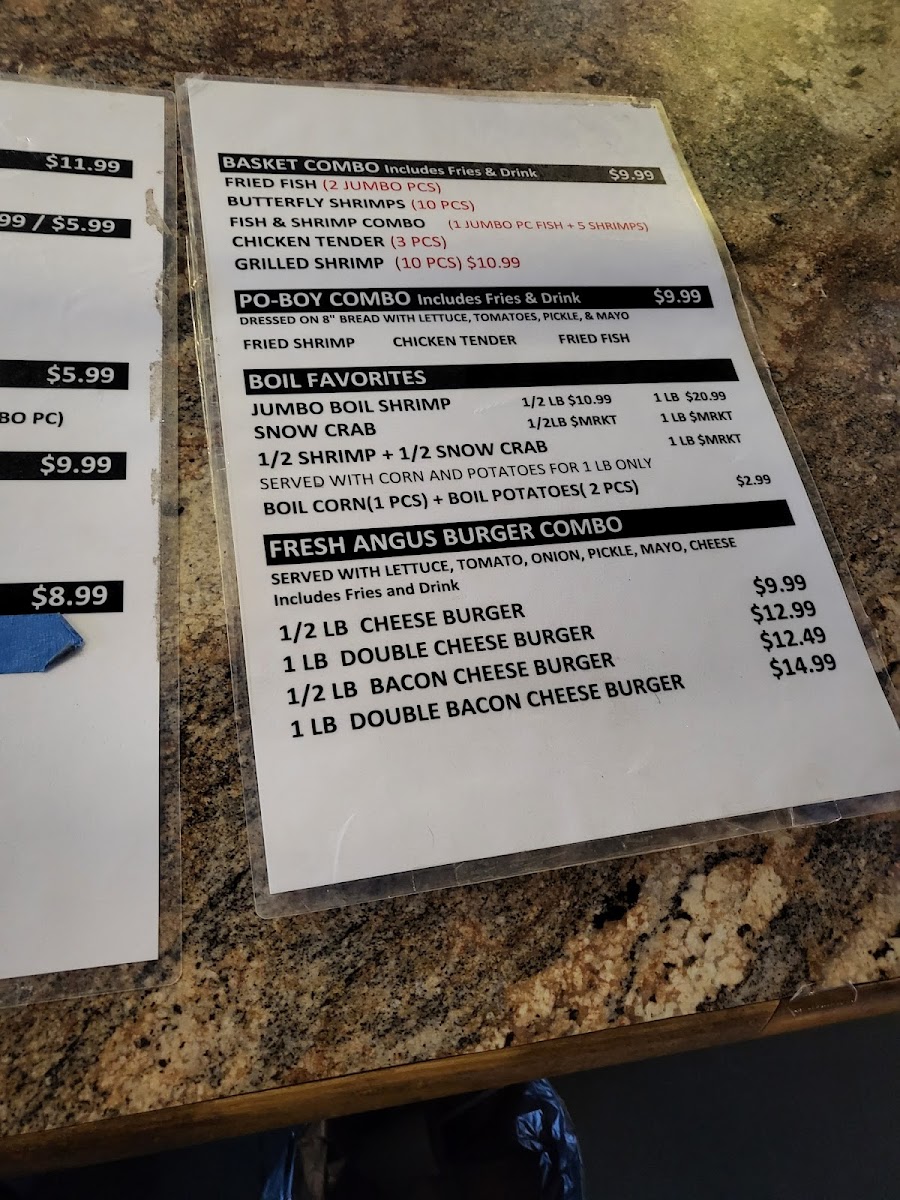 $11.99
99 / $5.99
$5.99
BO PC)
$9.99
$8.99
BASKET COMBO Includes Fries & Drink $9.99
FRIED FISH (2 JUMBO PCS)
BUTTERFLY SHRIMPS (10 PCS)
FISH & SHRIMP COMBO (1 JUMBO PC FISH + 5 SHRIMPS)
CHICKEN TENDER (3 PCS)
GRILLED SHRIMP (10 PCS) $10.99
PO-BOY COMBO Includes Fries & Drink $9.99
DRESSED ON 8" BREAD WITH LETTUCE, TOMATOES, PICKLE, & MAYO
FRIED SHRIMP CHICKEN TENDER FRIED FISH
BOIL FAVORITES
JUMBO BOIL SHRIMP 1/2 LB $10.99 1 LB $20.99
SNOW CRAB 1/2LB $MRKT 1 LB $MRKT
1/2 SHRIMP + 1/2 SNOW CRAB 1 LB $MRKT
SERVED WITH CORN AND POTATOES FOR 1 LB ONLY
BOIL CORN(1 PCS) + BOIL POTATOES( 2 PCS) $2.99
FRESH ANGUS BURGER COMBO
SERVED WITH LETTUCE, TOMATO, ONION, PICKLE, MAYO, CHEESE
Includes Fries and Drink
1/2 LB CHEESE BURGER $9.99
1 LB DOUBLE CHEESE BURGER $12.99
1/2 LB BACON CHEESE BURGER $12.49
1 LB DOUBLE BACON CHEESE BURGER $14.99